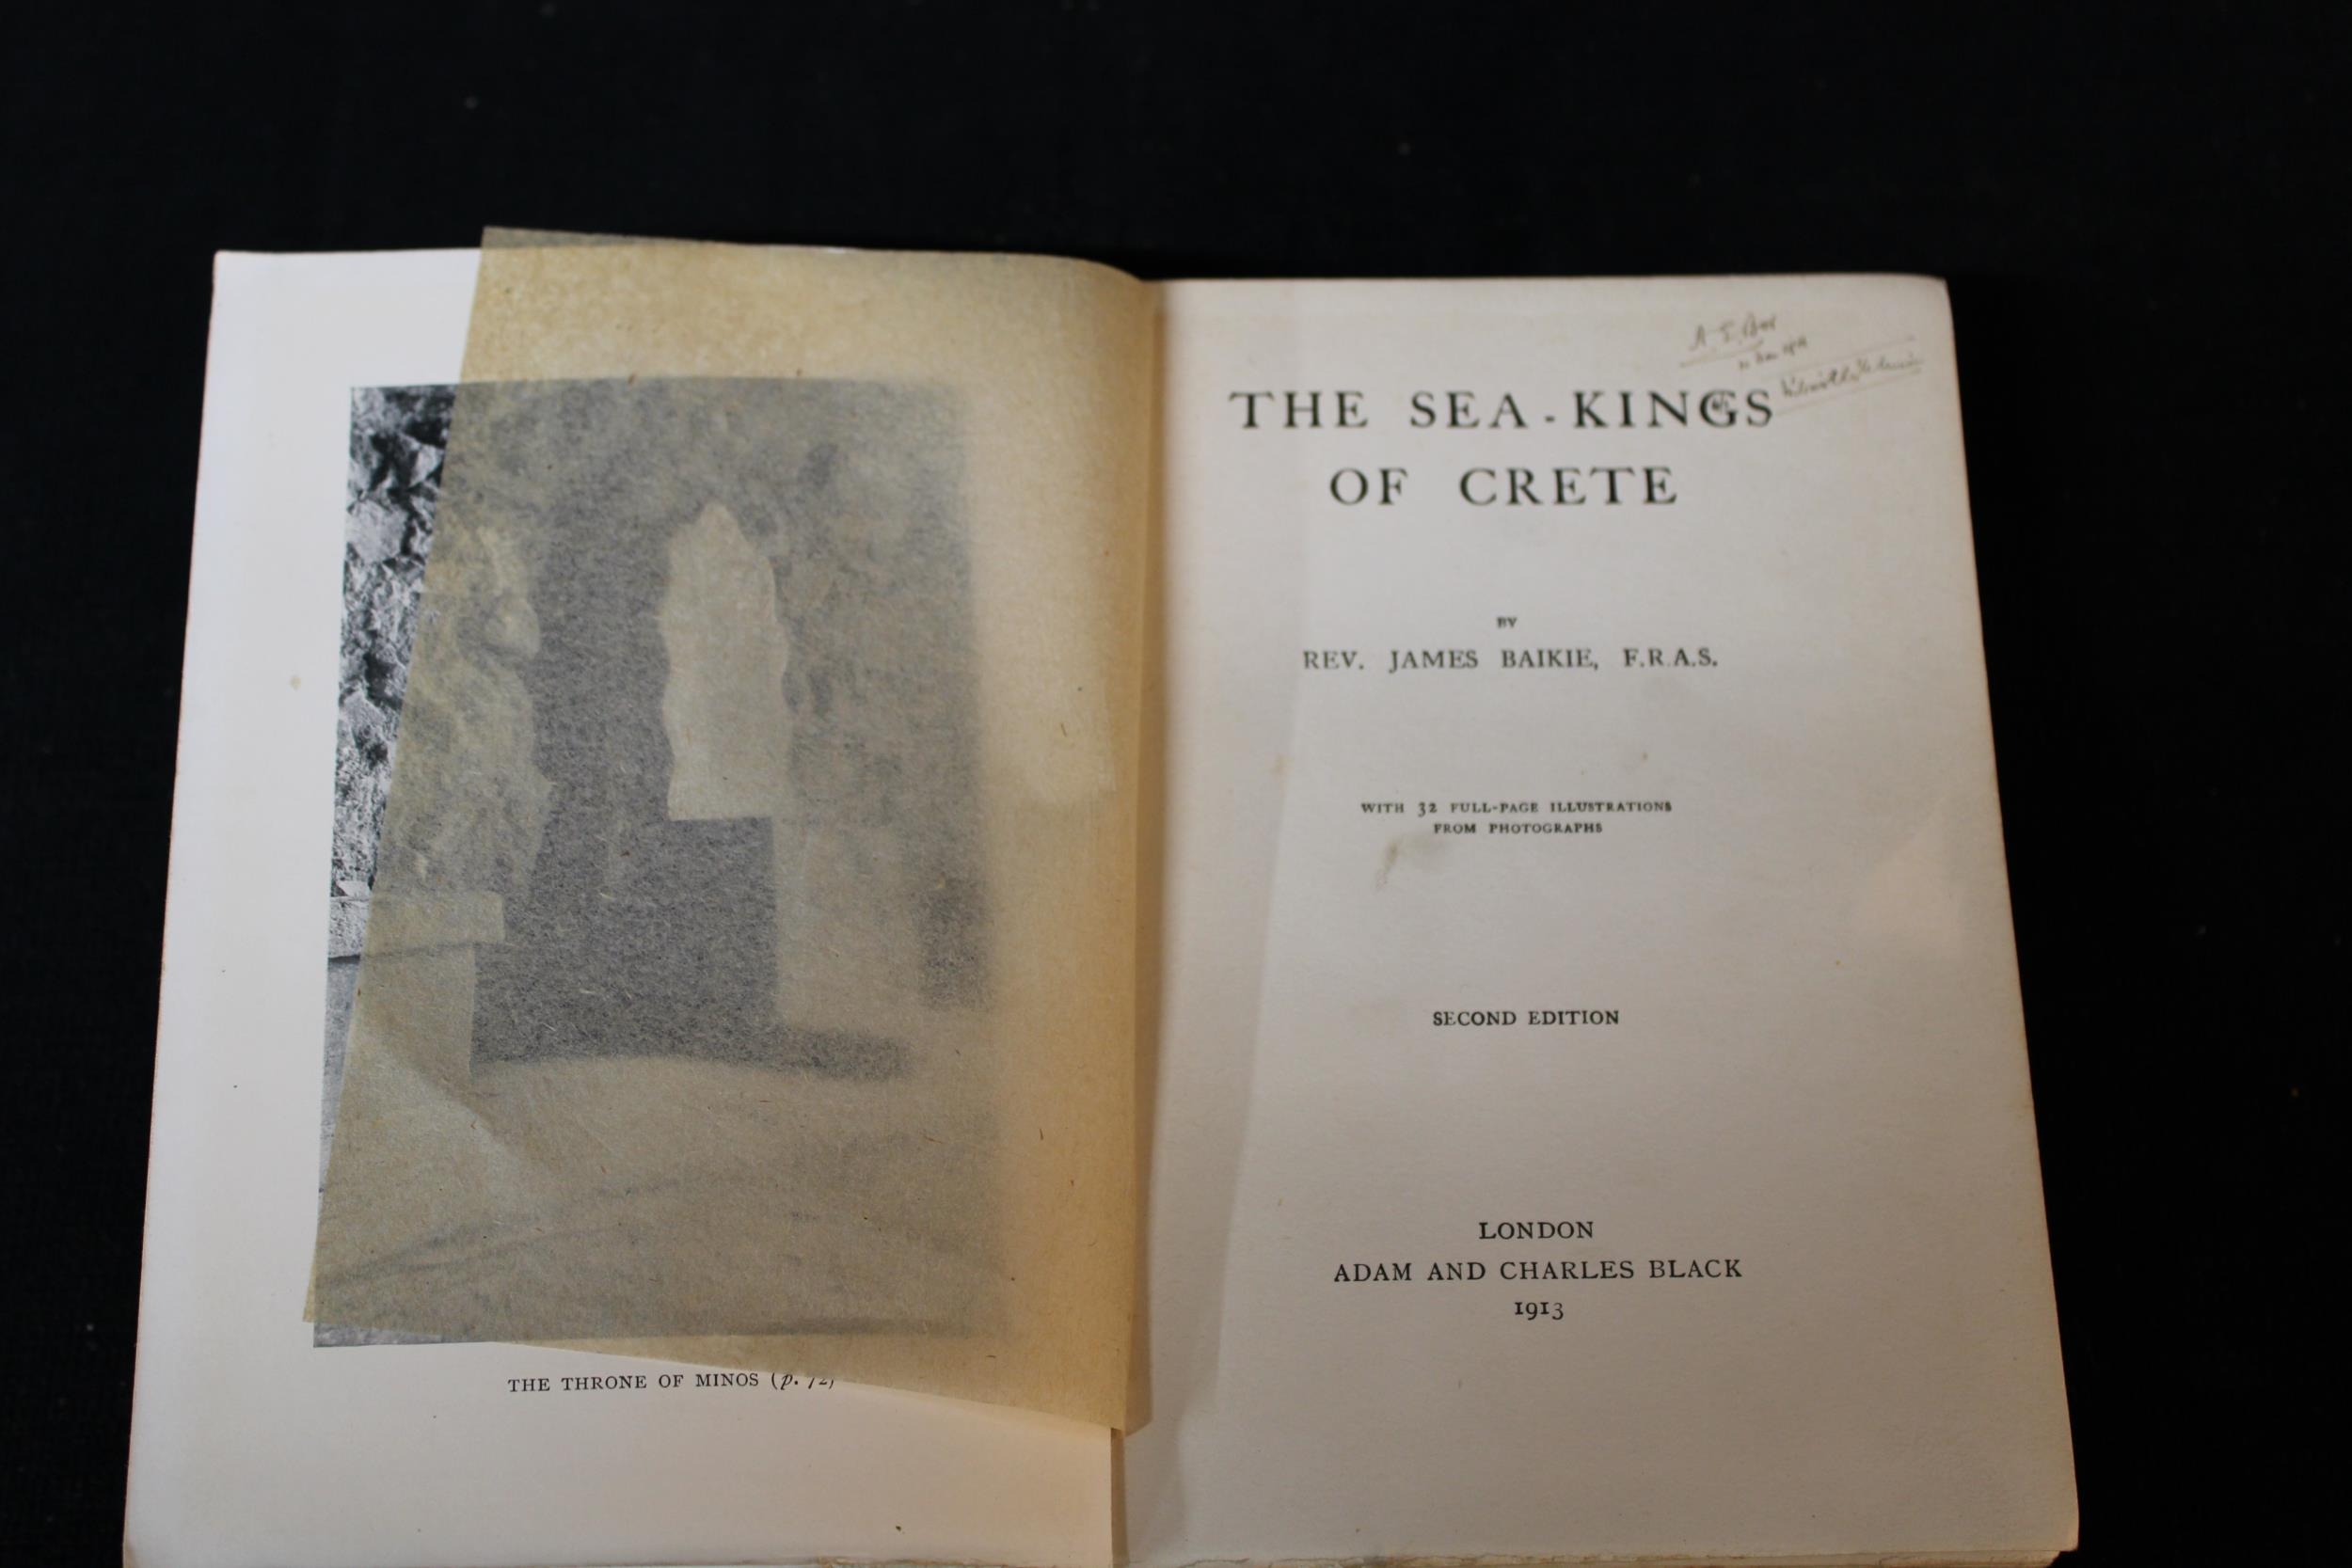 THE THRONE OF MINOS (p. 72)
THE SEA-KINGS
OF CRETE
BY
REV. JAMES BAIKIE, F.R.A.S.
WITH 32 FULL-PAGE ILLUSTRATIONS
FROM PHOTOGRAPHS
SECOND EDITION
LONDON
ADAM AND CHARLES BLACK
1913